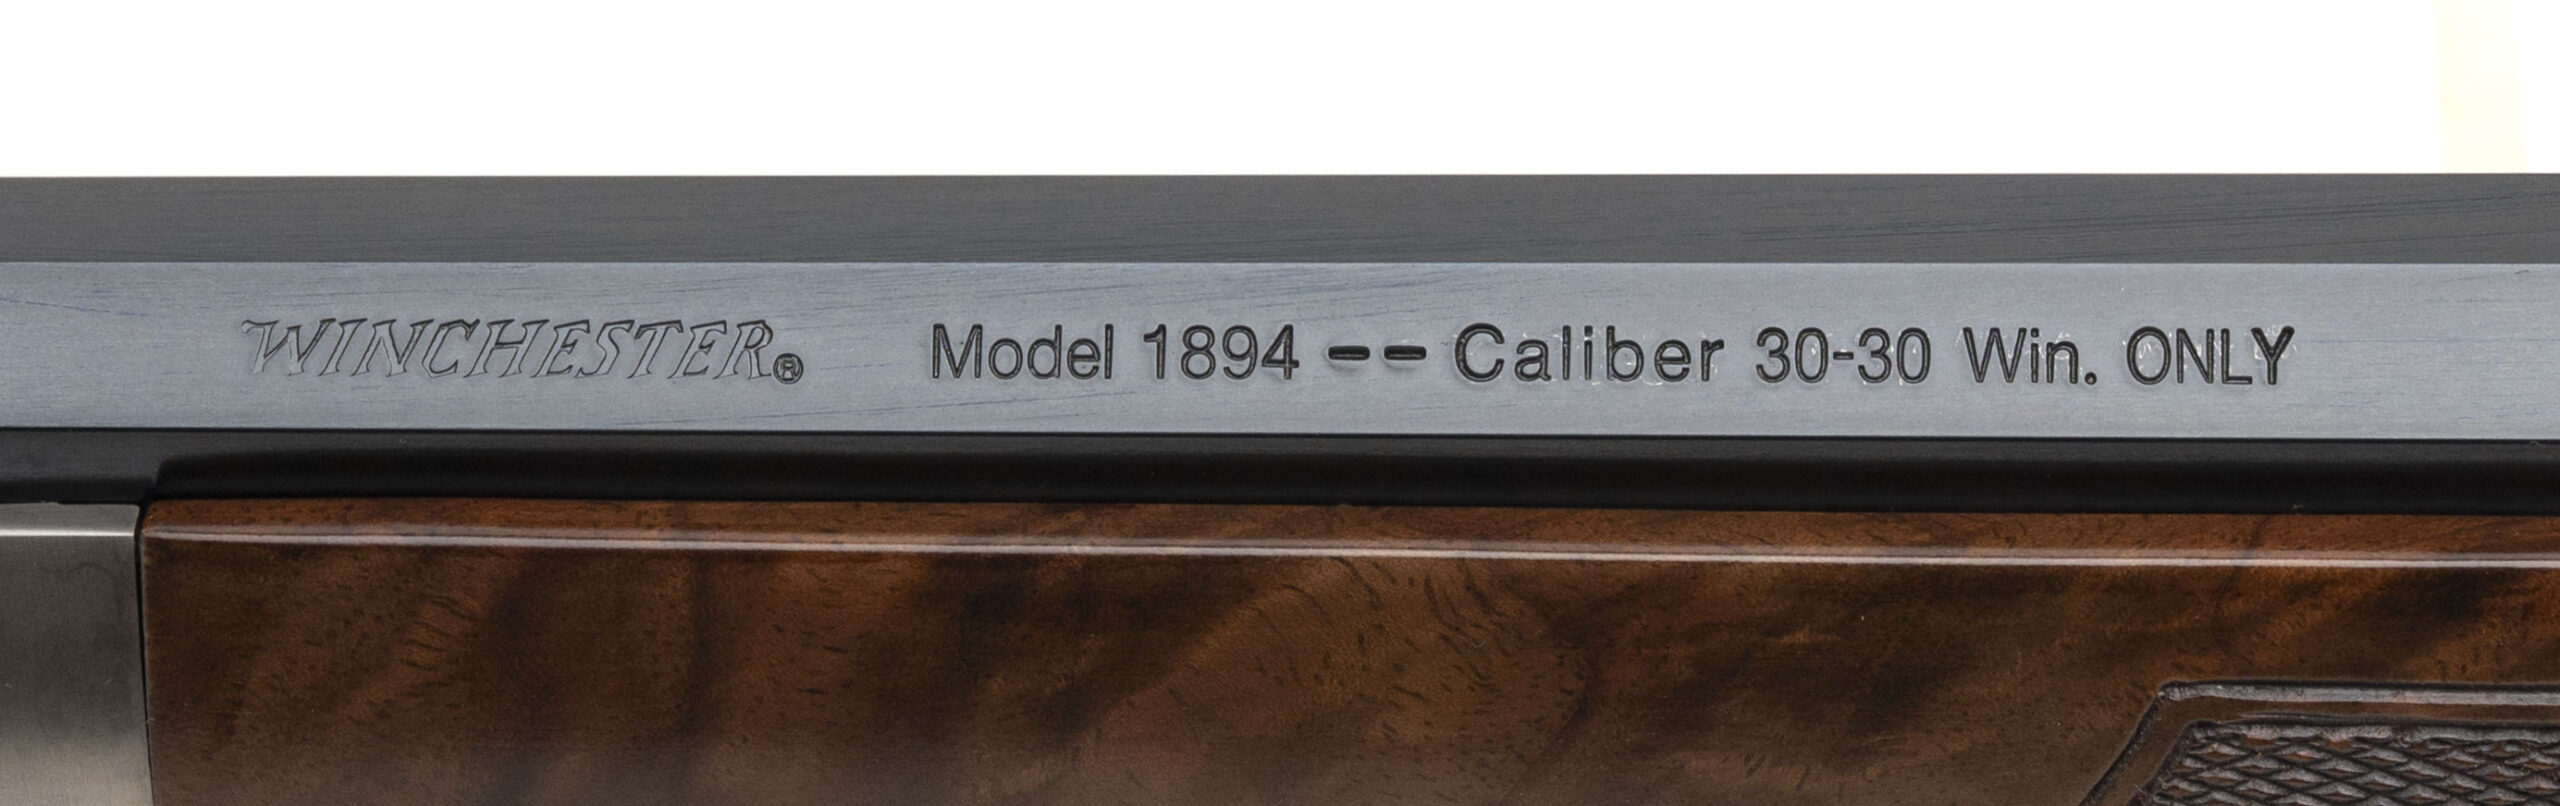 WINCHESTER® Model 1894 -- Caliber 30-30 Win. ONLY